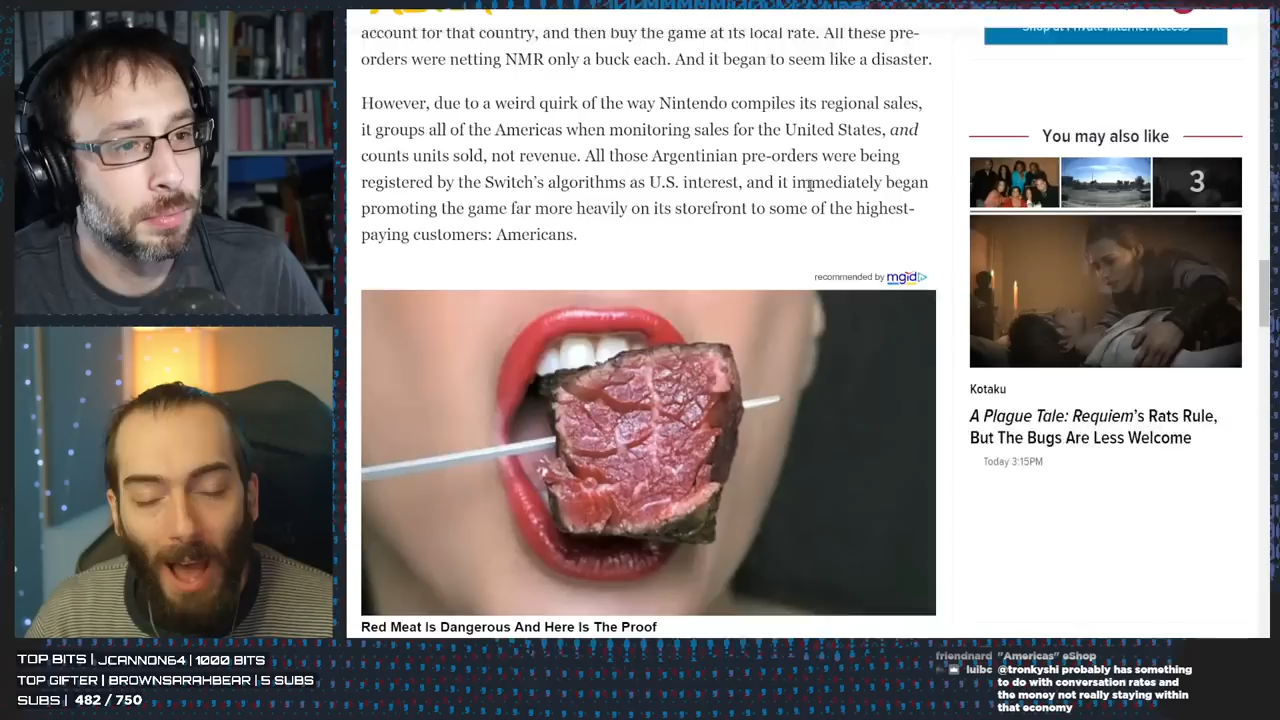 account for that country, and then buy the game at its local rate. All these pre-
orders were netting NMR only a buck each. And it began to seem like a disaster.
However, due to a weird quirk of the way Nintendo compiles its regional sales,
it groups all of the Americas when monitoring sales for the United States, and
counts units sold, not revenue. All those Argentinian pre-orders were being
registered by the Switch's algorithms as U.S. interest, and it immediately began
promoting the game far more heavily on its storefront to some of the highest-
paying customers: Americans.
recommended by mgid
Red Meat Is Dangerous And Here Is The Proof
Shop at Private Internet Access
You may also like
3
Kotaku
A Plague Tale: Requiem's Rats Rule,
But The Bugs Are Less Welcome
Today 3:15PM
TOP BITS | JCANNON64 | 1000 BITS
TOP GIFTER | BROWNSARAHBEAR | 5 SUBS
SUBS | 482 / 750
friendnard "Americas" eShop
luibc @tronkyshi probably has something
to do with conversation rates and
the money not really staying within
that economy